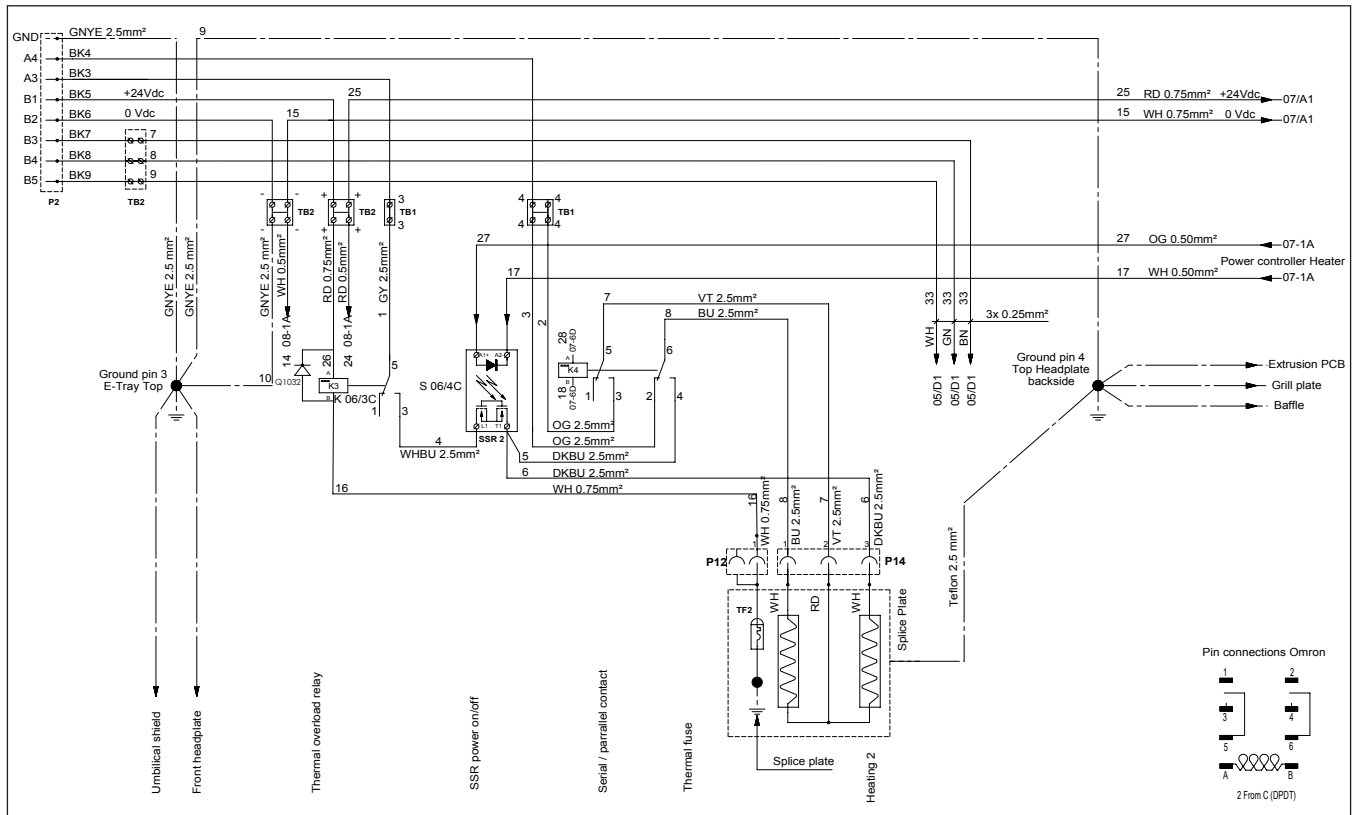 GND GNYE 2.5mm² 9
A4 BK4
A3 BK3
B1 BK5 +24Vdc 25 25 RD 0.75mm² +24Vdc 07/A1
B2 BK6 0 Vdc 15 15 WH 0.75mm² 0 Vdc 07/A1
B3 BK7 7
B4 BK8 8
B5 BK9 9
P2 TB2
- - + + 3 4 4
TB2 TB2 TB1 TB1
- - + + 3 4 4
GNYE 2.5 mm²
GNYE 2.5 mm²
GNYE 2.5 mm²
WH 0.5mm²
RD 0.75mm²
RD 0.5mm²
GY 2.5mm²
27 27 OG 0.50mm² 07-1A
Power controller Heater
17 17 WH 0.50mm² 07-1A
7 VT 2.5mm²
8 BU 2.5mm²
3
2
1
14 08-1A
24 08-1A
26
33 33 33
3x 0.25mm²
WH GN BN
05/D1 05/D1 05/D1
Ground pin 3
E-Tray Top
10
Q1032
A
K3
B
K 06/3C
5
1 3
S 06/4C
A1+ A2-
L1 T1
SSR 2
28
07-6D
A
K4
B
18
07-6D
5 6
1 3 2 4
Ground pin 4
Top Headplate
backside
Extrusion PCB
Grill plate
Baffle
4
WHBU 2.5mm²
OG 2.5mm²
OG 2.5mm²
5 DKBU 2.5mm²
6 DKBU 2.5mm²
16 WH 0.75mm²
16
WH 0.75mm²
8
BU 2.5mm²
7
VT 2.5mm²
6
DKBU 2.5mm²
P12 1 1 2 3 P14
TF2
WH
RD
WH
Splice Plate
Teflon 2.5 mm²
Splice plate
Umbilical shield
Front headplate
Thermal overload relay
SSR power on/off
Serial / parrallel contact
Thermal fuse
Heating 2
Pin connections Omron
1 2
3 4
5 6
A B
2 From C (DPDT)